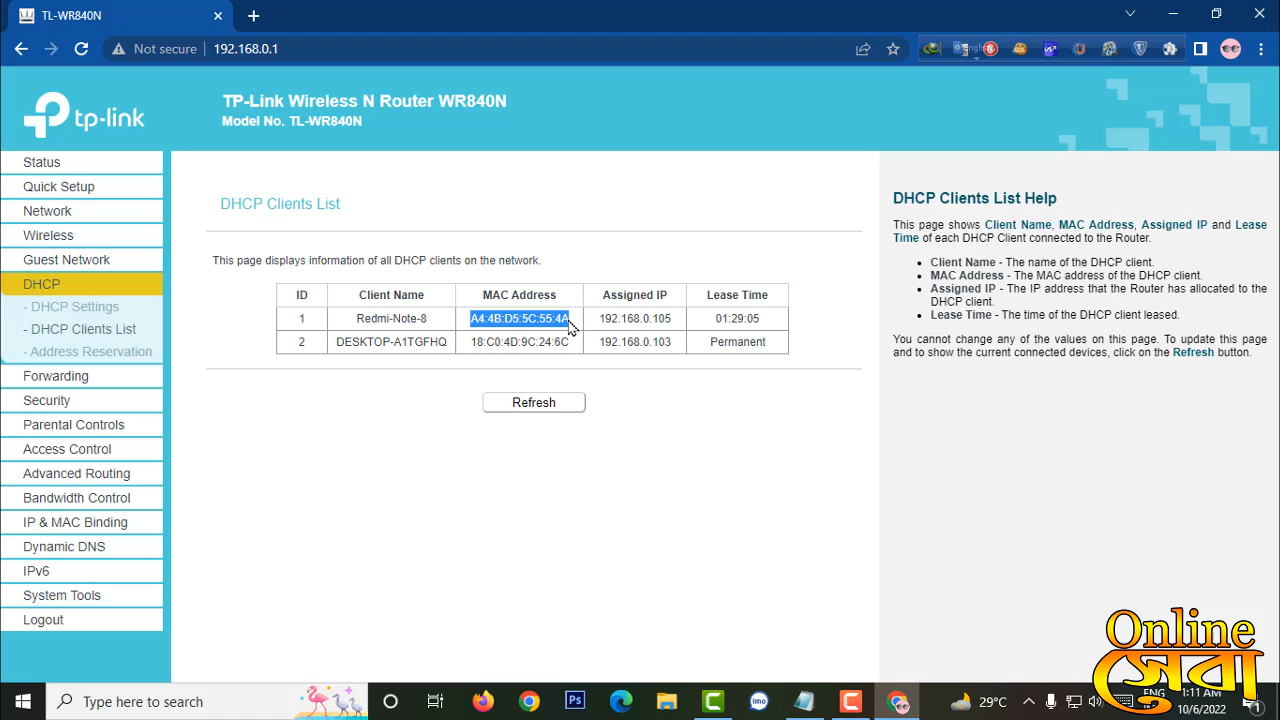 TL-WR840N
Not secure
192.168.0.1
English
tp-link
TP-Link Wireless N Router WR840N
Model No. TL-WR840N
Status
Quick Setup
Network
Wireless
Guest Network
DHCP
- DHCP Settings
- DHCP Clients List
- Address Reservation
Forwarding
Security
Parental Controls
Access Control
Advanced Routing
Bandwidth Control
IP & MAC Binding
Dynamic DNS
IPv6
System Tools
Logout
DHCP Clients List
This page displays information of all DHCP clients on the network.
ID Client Name MAC Address Assigned IP Lease Time
1 Redmi-Note-8 A4:4B:D5:5C:55:4A 192.168.0.105 01:29:05
2 DESKTOP-A1TGFHQ 18:C0:4D:9C:24:6C 192.168.0.103 Permanent
Refresh
DHCP Clients List Help
This page shows Client Name, MAC Address, Assigned IP and Lease
Time of each DHCP Client connected to the Router.
Client Name - The name of the DHCP client.
MAC Address - The MAC address of the DHCP client.
Assigned IP - The IP address that the Router has allocated to the
DHCP client.
Lease Time - The time of the DHCP client leased.
You cannot change any of the values on this page. To update this page
and to show the current connected devices, click on the Refresh button.
Online
সেবা
Type here to search
Ps
imo
29°C
ENG
1:11 AM
10/6/2022
1